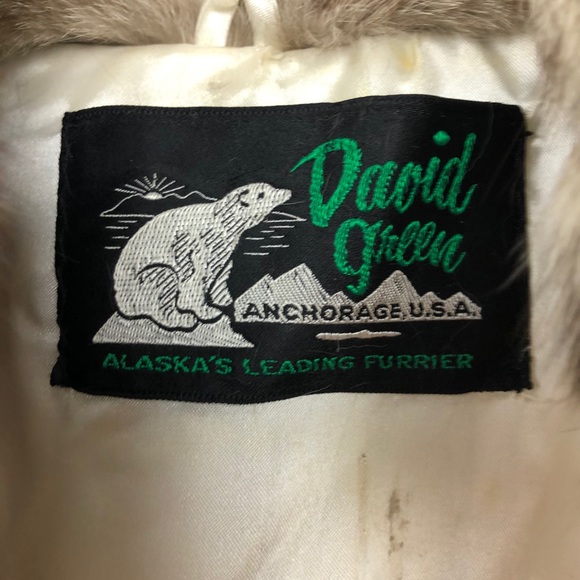 David
Green
ANCHORAGE, U.S.A.
ALASKA'S LEADING FURRIER